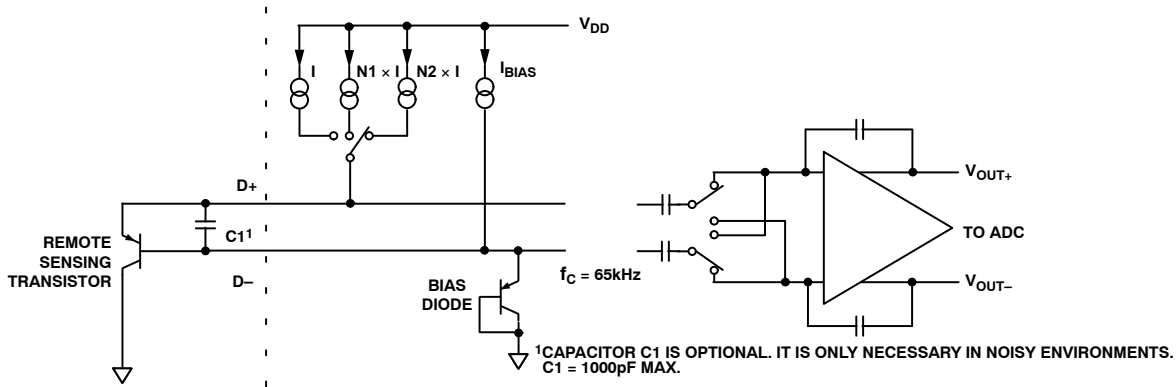 V_DD
I
N1 × I
N2 × I
I_BIAS
D+
C1¹
REMOTE
SENSING
TRANSISTOR
D–
BIAS
DIODE
f_C = 65kHz
V_OUT+
TO ADC
V_OUT–
¹CAPACITOR C1 IS OPTIONAL. IT IS ONLY NECESSARY IN NOISY ENVIRONMENTS.
C1 = 1000pF MAX.